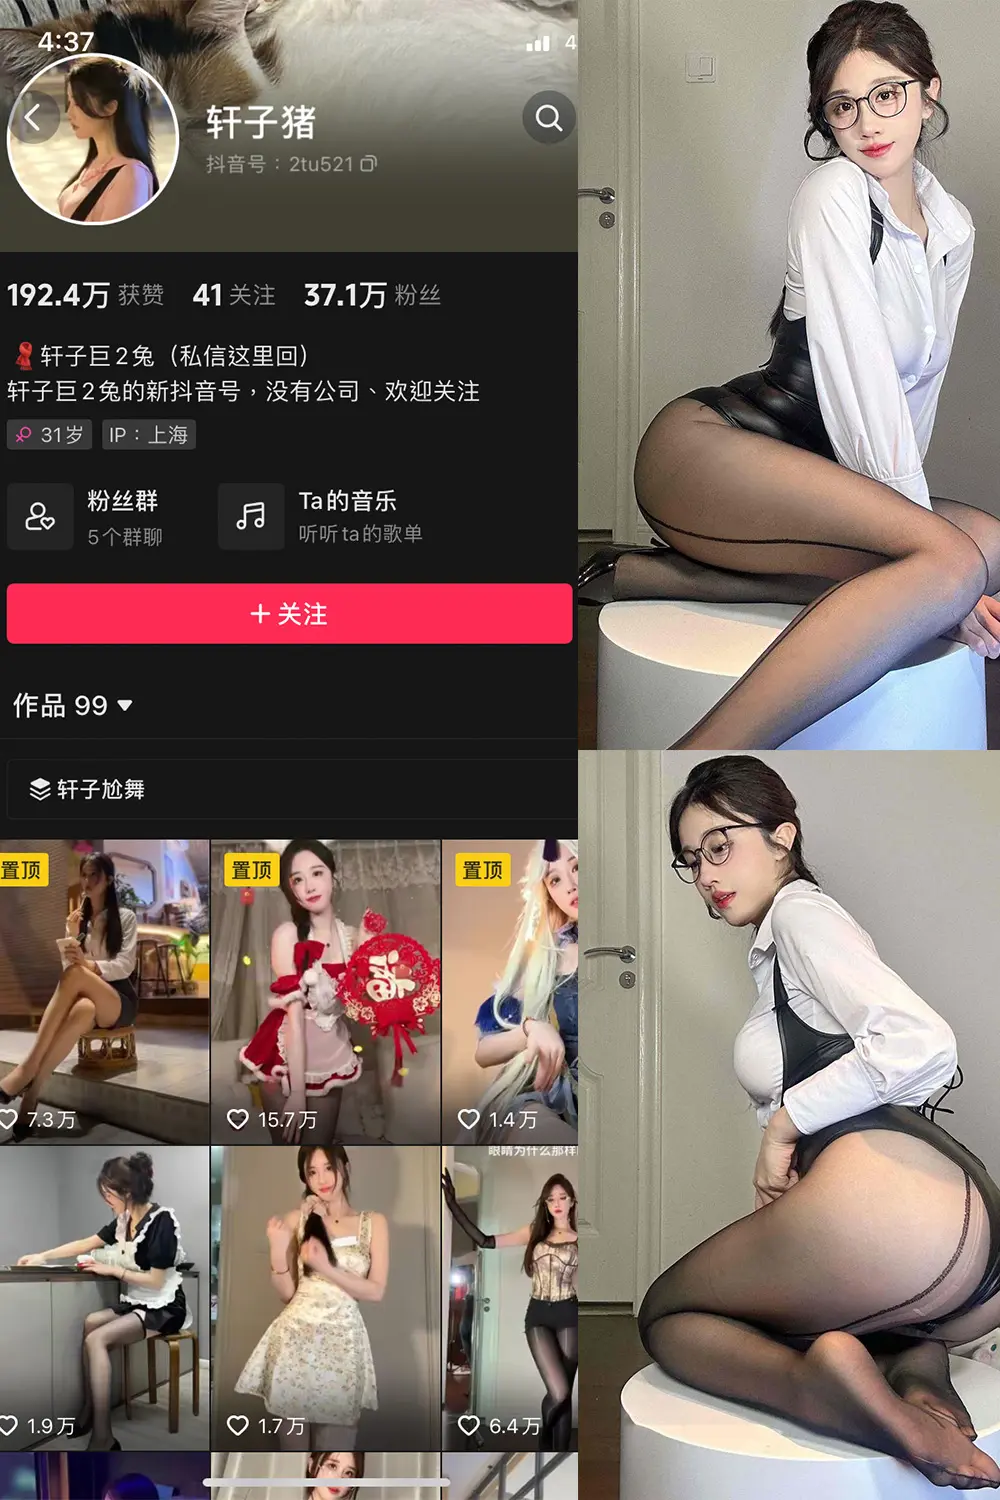 4:37
4
轩子猪
抖音号：2tu521
192.4万 获赞 41 关注 37.1万 粉丝
轩子巨2兔（私信这里回）
轩子巨2兔的新抖音号，没有公司、欢迎关注
31岁 IP：上海
粉丝群 Ta的音乐
5个群聊 听听ta的歌单
+ 关注
作品 99
轩子尬舞
置顶 置顶 置顶
福
7.3万 15.7万 1.4万
眼睛为什么那样
1.9万 1.7万 6.4万